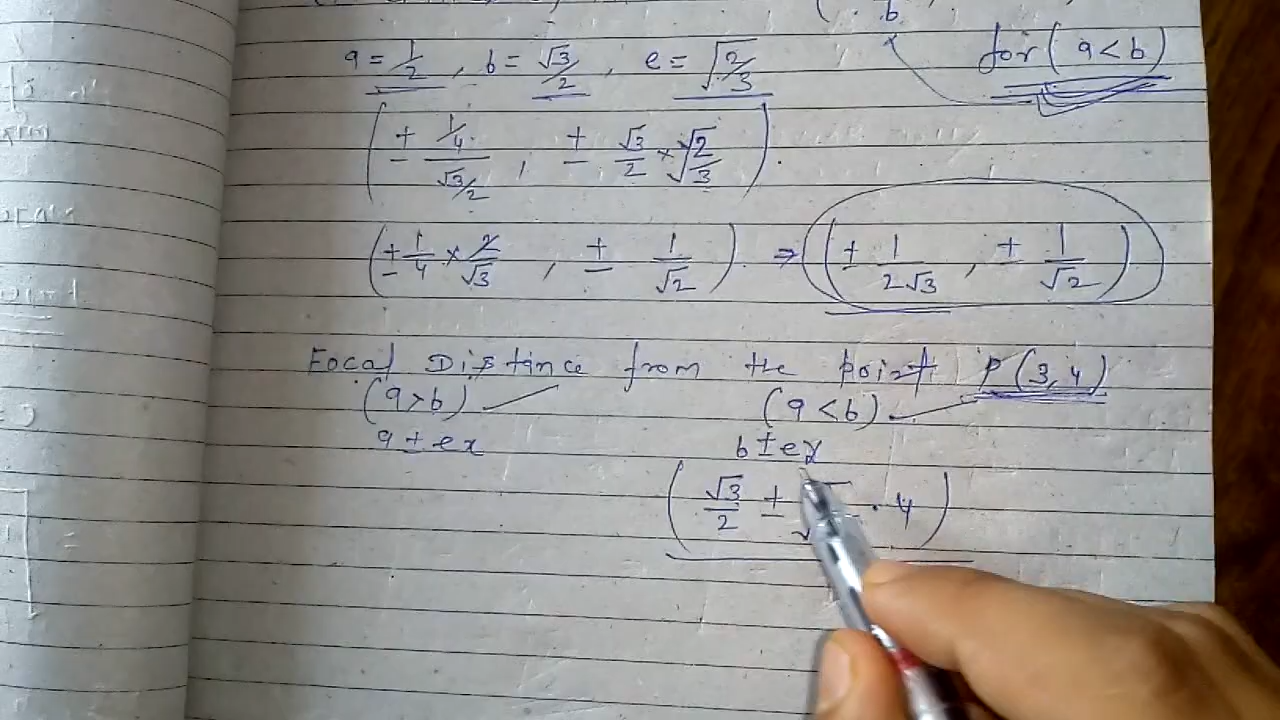 b
a = 1/2 , b = √3/2 , e = √2/3 for (a < b)
( ± 1/4 / √3/2 , ± √3/2 × √2/3 ).
( ± 1/4 × 2/√3 , ± 1/√2 ) ⇒ ( ± 1/2√3 , ± 1/√2 )
Focal Distance from the point P(3,4)
(a > b) (a < b)
a ± ex b ± ey
( √3/2 ± √ · 4 )